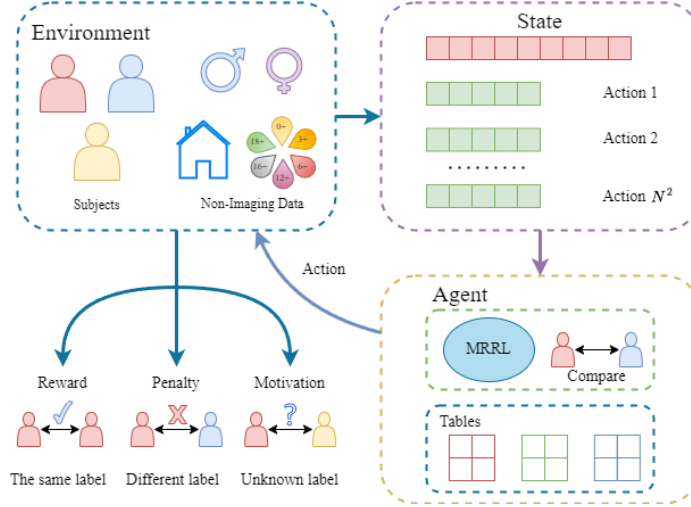 Environment
0+
18+
3+
16+
6+
12+
Subjects
Non-Imaging Data
State
Action 1
Action 2
.........
Action N²
Action
Agent
MRRL
Compare
Tables
Reward
Penalty
Motivation
X
?
The same label
Different label
Unknown label